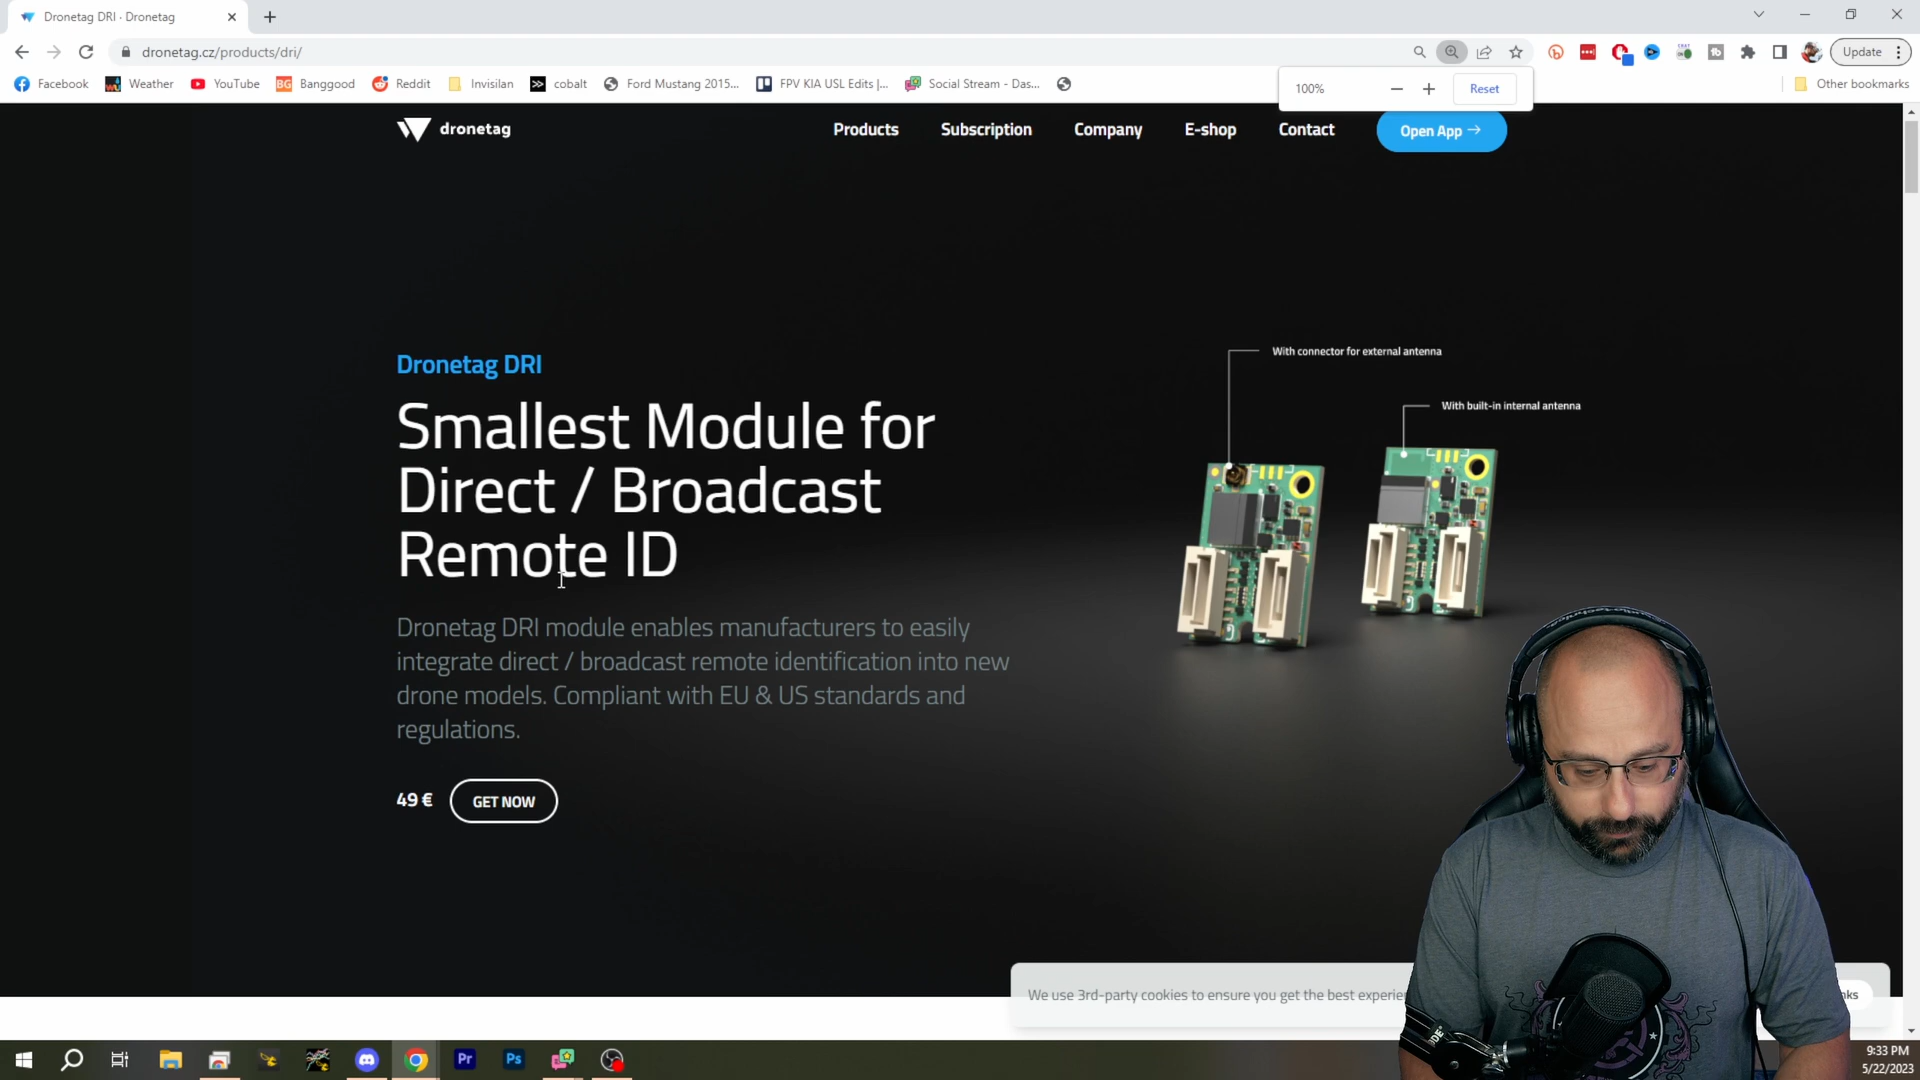 Dronetag DRI · Dronetag
dronetag.cz/products/dri/
Update
Facebook
Weather
YouTube
BG
Banggood
Reddit
Invisilan
cobalt
Ford Mustang 2015...
FPV KIA USL Edits |...
Social Stream - Das...
Other bookmarks
100%
Reset
dronetag
Products
Subscription
Company
E-shop
Contact
Open App →
With connector for external antenna
With built-in internal antenna
Dronetag DRI
Smallest Module for
Direct / Broadcast
Remote ID
Dronetag DRI module enables manufacturers to easily
integrate direct / broadcast remote identification into new
drone models. Compliant with EU & US standards and
regulations.
49 €
GET NOW
We use 3rd-party cookies to ensure you get the best
Pr
Ps
9:33 PM
5/22/2023